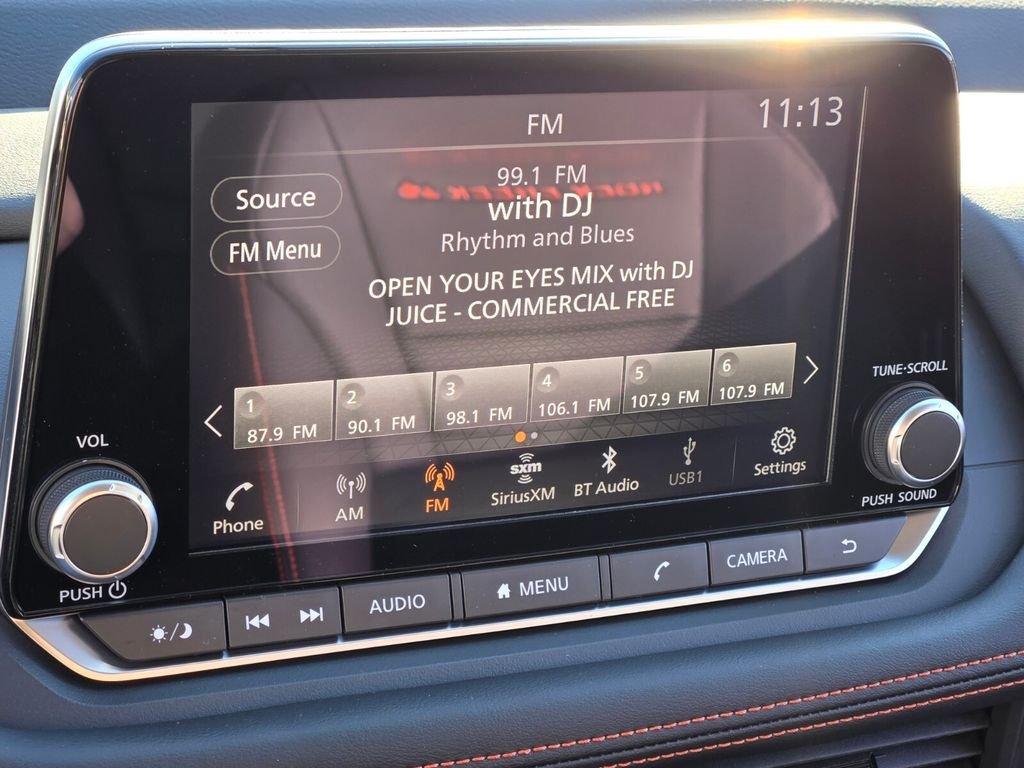 FM
11:13
99.1 FM
Source
with DJ
Rhythm and Blues
FM Menu
OPEN YOUR EYES MIX with DJ
JUICE - COMMERCIAL FREE
1 87.9 FM
2 90.1 FM
3 98.1 FM
4 106.1 FM
5 107.9 FM
6 107.9 FM
TUNE·SCROLL
VOL
Phone
AM
FM
sxm
SiriusXM
BT Audio
USB1
Settings
PUSH SOUND
PUSH
AUDIO
MENU
CAMERA